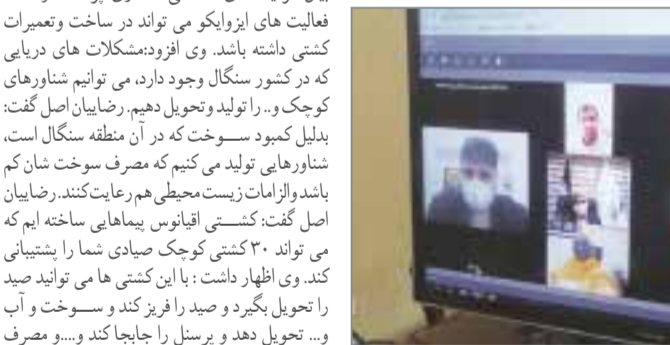 فعالیت های ایزوایکو می تواند در ساخت وتعمیرات
کشتی داشته باشد. وی افزود:مشکلات های دریایی
که در کشور سنگال وجود دارد، می توانیم شناورهای
کوچک و.. را تولید وتحویل دهیم. رضاییان اصل گفت:
بدلیل کمبود سوخت که در آن منطقه سنگال است،
شناورهایی تولید می کنیم که مصرف سوخت شان کم
باشدوالزامات زیست محیطی هم رعایت کنند. رضاییان
اصل گفت: کشتی اقیانوس پیماهایی ساخته ایم که
می تواند ۳۰ کشتی کوچک صیادی شما را پشتیبانی
کند. وی اظهار داشت : با این کشتی ها می توانید صید
را تحویل بگیرد و صید را فریز کند و سوخت و آب
و... تحویل دهد و پرسنل را جابجا کند و....و مصرف